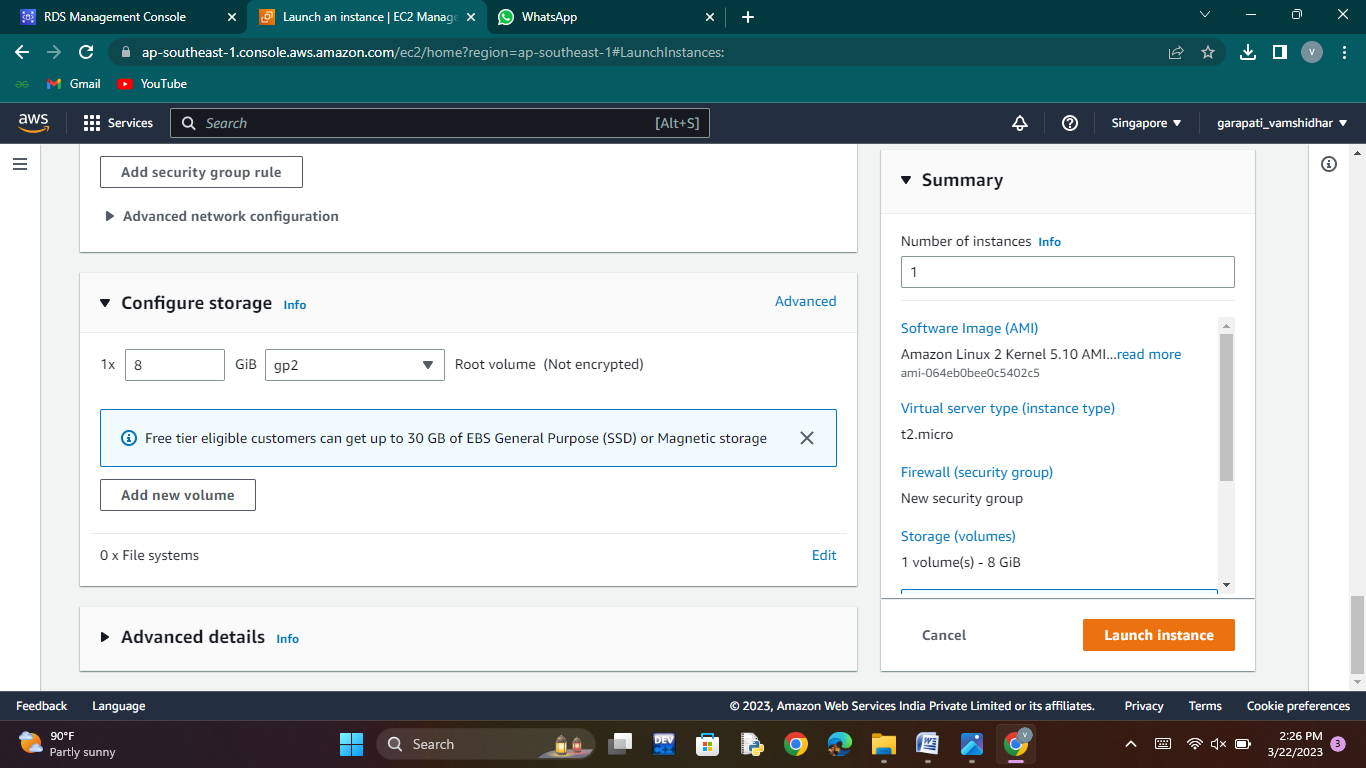 RDS Management Console
Launch an instance | EC2 Manage
WhatsApp
ap-southeast-1.console.aws.amazon.com/ec2/home?region=ap-southeast-1#LaunchInstances:
V
Gmail
YouTube
aws
Services
Search
[Alt+S]
Singapore
garapati_vamshidhar
Add security group rule
Advanced network configuration
Configure storage Info
Advanced
1x 8 GiB gp2 Root volume (Not encrypted)
Free tier eligible customers can get up to 30 GB of EBS General Purpose (SSD) or Magnetic storage
Add new volume
0 x File systems
Edit
Advanced details Info
Summary
Number of instances Info
1
Software Image (AMI)
Amazon Linux 2 Kernel 5.10 AMI...read more
ami-064eb0bee0c5402c5
Virtual server type (instance type)
t2.micro
Firewall (security group)
New security group
Storage (volumes)
1 volume(s) - 8 GiB
Cancel
Launch instance
Feedback
Language
© 2023, Amazon Web Services India Private Limited or its affiliates.
Privacy
Terms
Cookie preferences
90°F
Partly sunny
Search
DEV
V
2:26 PM
3/22/2023
3